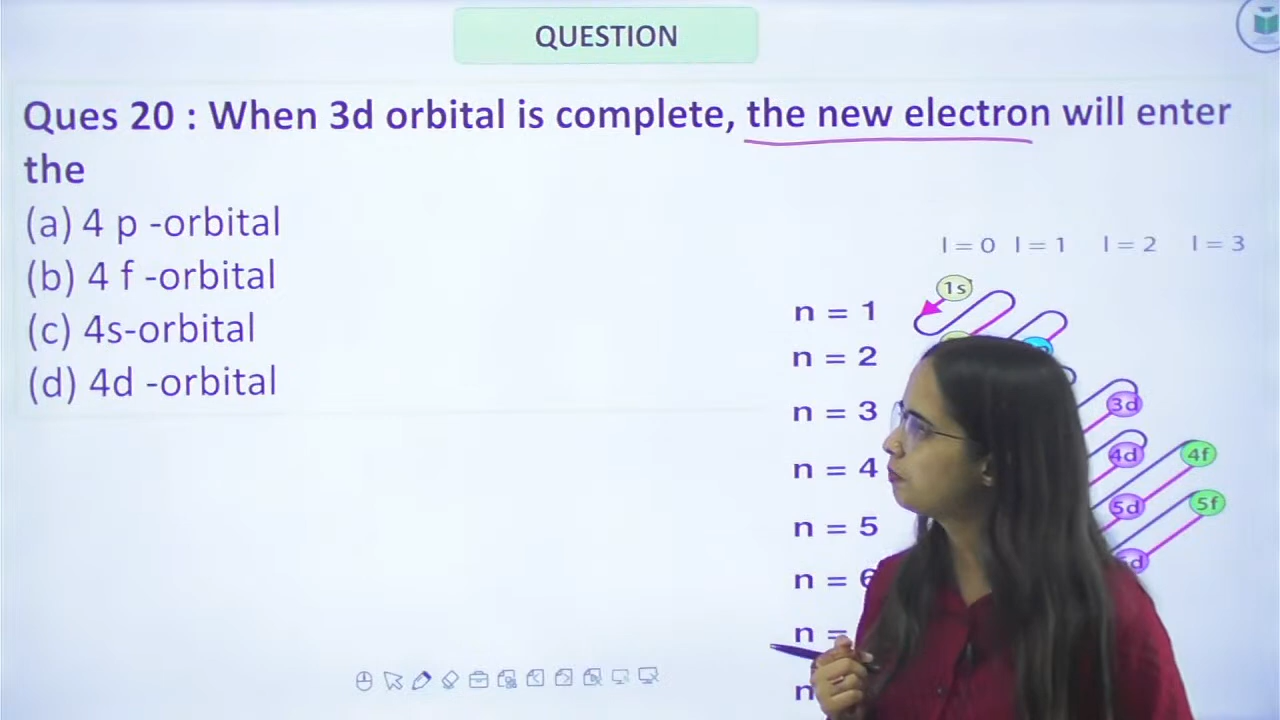 QUESTION
Ques 20 : When 3d orbital is complete, the new electron will enter
the
(a) 4 p -orbital
(b) 4 f -orbital
(c) 4s-orbital
(d) 4d -orbital
l = 0 l = 1 l = 2 l = 3
1s
n = 1
n = 2
3d
n = 3
4d 4f
n = 4
5d 5f
n = 5
n = 6
n =
n